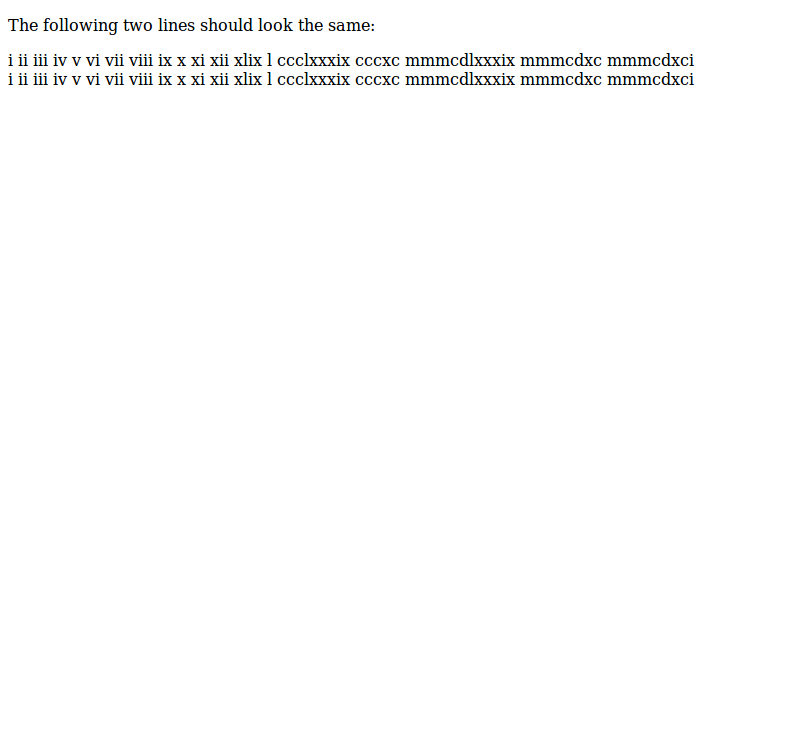 The following two lines should look the same:
i ii iii iv v vi vii viii ix x xi xii xlix l ccclxxxix cccxc mmmcdlxxxix mmmcdxc mmmcdxci
i ii iii iv v vi vii viii ix x xi xii xlix l ccclxxxix cccxc mmmcdlxxxix mmmcdxc mmmcdxci